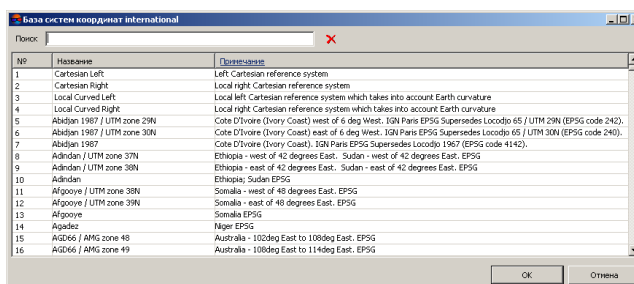 База систем координат international
Поиск
№ Название Примечание
1 Cartesian Left Left Cartesian reference system
2 Cartesian Right Local right Cartesian reference system
3 Local Curved Left Local left Cartesian reference system which takes into account Earth curvature
4 Local Curved Right Local right Cartesian reference system which takes into account Earth curvature
5 Abidjan 1987 / UTM zone 29N Cote D'Ivoire (Ivory Coast) west of 6 deg West. IGN Paris EPSG Supersedes Locodjo 65 / UTM 29N (EPSG code 242).
6 Abidjan 1987 / UTM zone 30N Cote D'Ivoire (Ivory Coast) east of 6 deg West. IGN Paris EPSG Supersedes Locodjo 65 / UTM 30N (EPSG code 240).
7 Abidjan 1987 Cote D'Ivoire (Ivory Coast). IGN Paris EPSG Supersedes Locodjo 1967 (EPSG code 4142).
8 Adindan / UTM zone 37N Ethiopia - west of 42 degrees East. Sudan - west of 42 degrees East. EPSG
9 Adindan / UTM zone 38N Ethiopia - east of 42 degrees East. Sudan - east of 42 degrees East. EPSG
10 Adindan Ethiopia; Sudan EPSG
11 Afgooye / UTM zone 38N Somalia - west of 48 degrees East. EPSG
12 Afgooye / UTM zone 39N Somalia - east of 48 degrees East. EPSG
13 Afgooye Somalia EPSG
14 Agadez Niger EPSG
15 AGD66 / AMG zone 48 Australia - 102deg East to 108deg East. EPSG
16 AGD66 / AMG zone 49 Australia - 108deg East to 114deg East. EPSG
OK Отмена